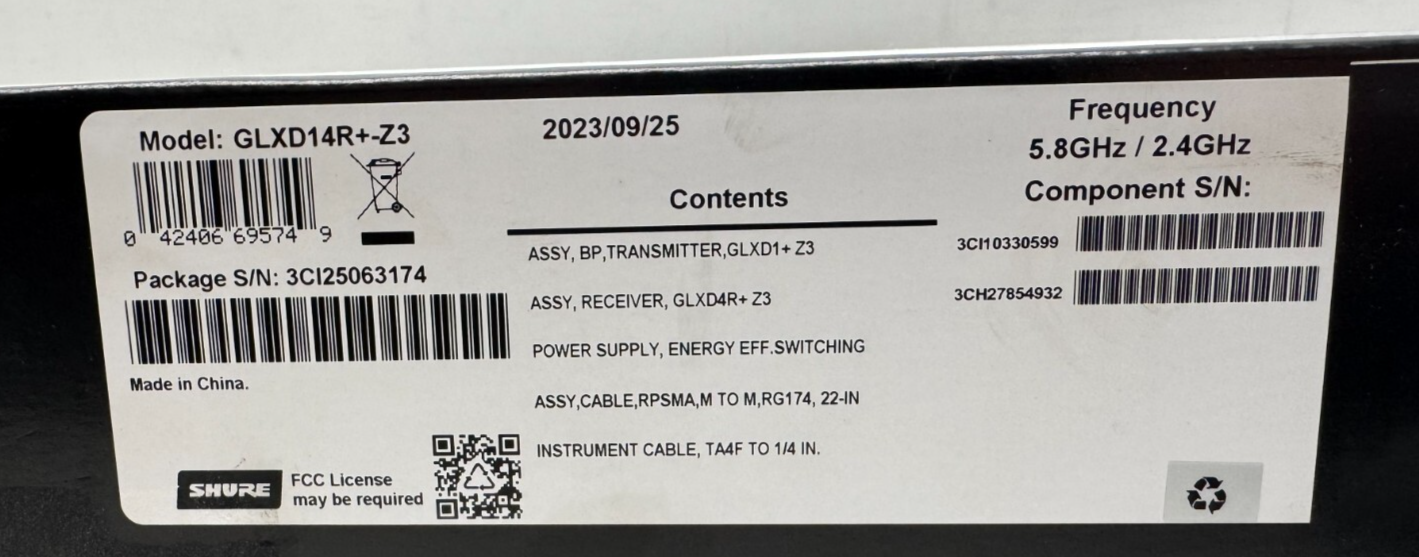 Model: GLXD14R+-Z3
0 42406 69574 9
Package S/N: 3CI25063174
Made in China.
SHURE
FCC License
may be required
2023/09/25
Contents
ASSY, BP,TRANSMITTER,GLXD1+ Z3
ASSY, RECEIVER, GLXD4R+ Z3
POWER SUPPLY, ENERGY EFF.SWITCHING
ASSY,CABLE,RPSMA,M TO M,RG174, 22-IN
INSTRUMENT CABLE, TA4F TO 1/4 IN.
Frequency
5.8GHz / 2.4GHz
Component S/N:
3CI10330599
3CH27854932